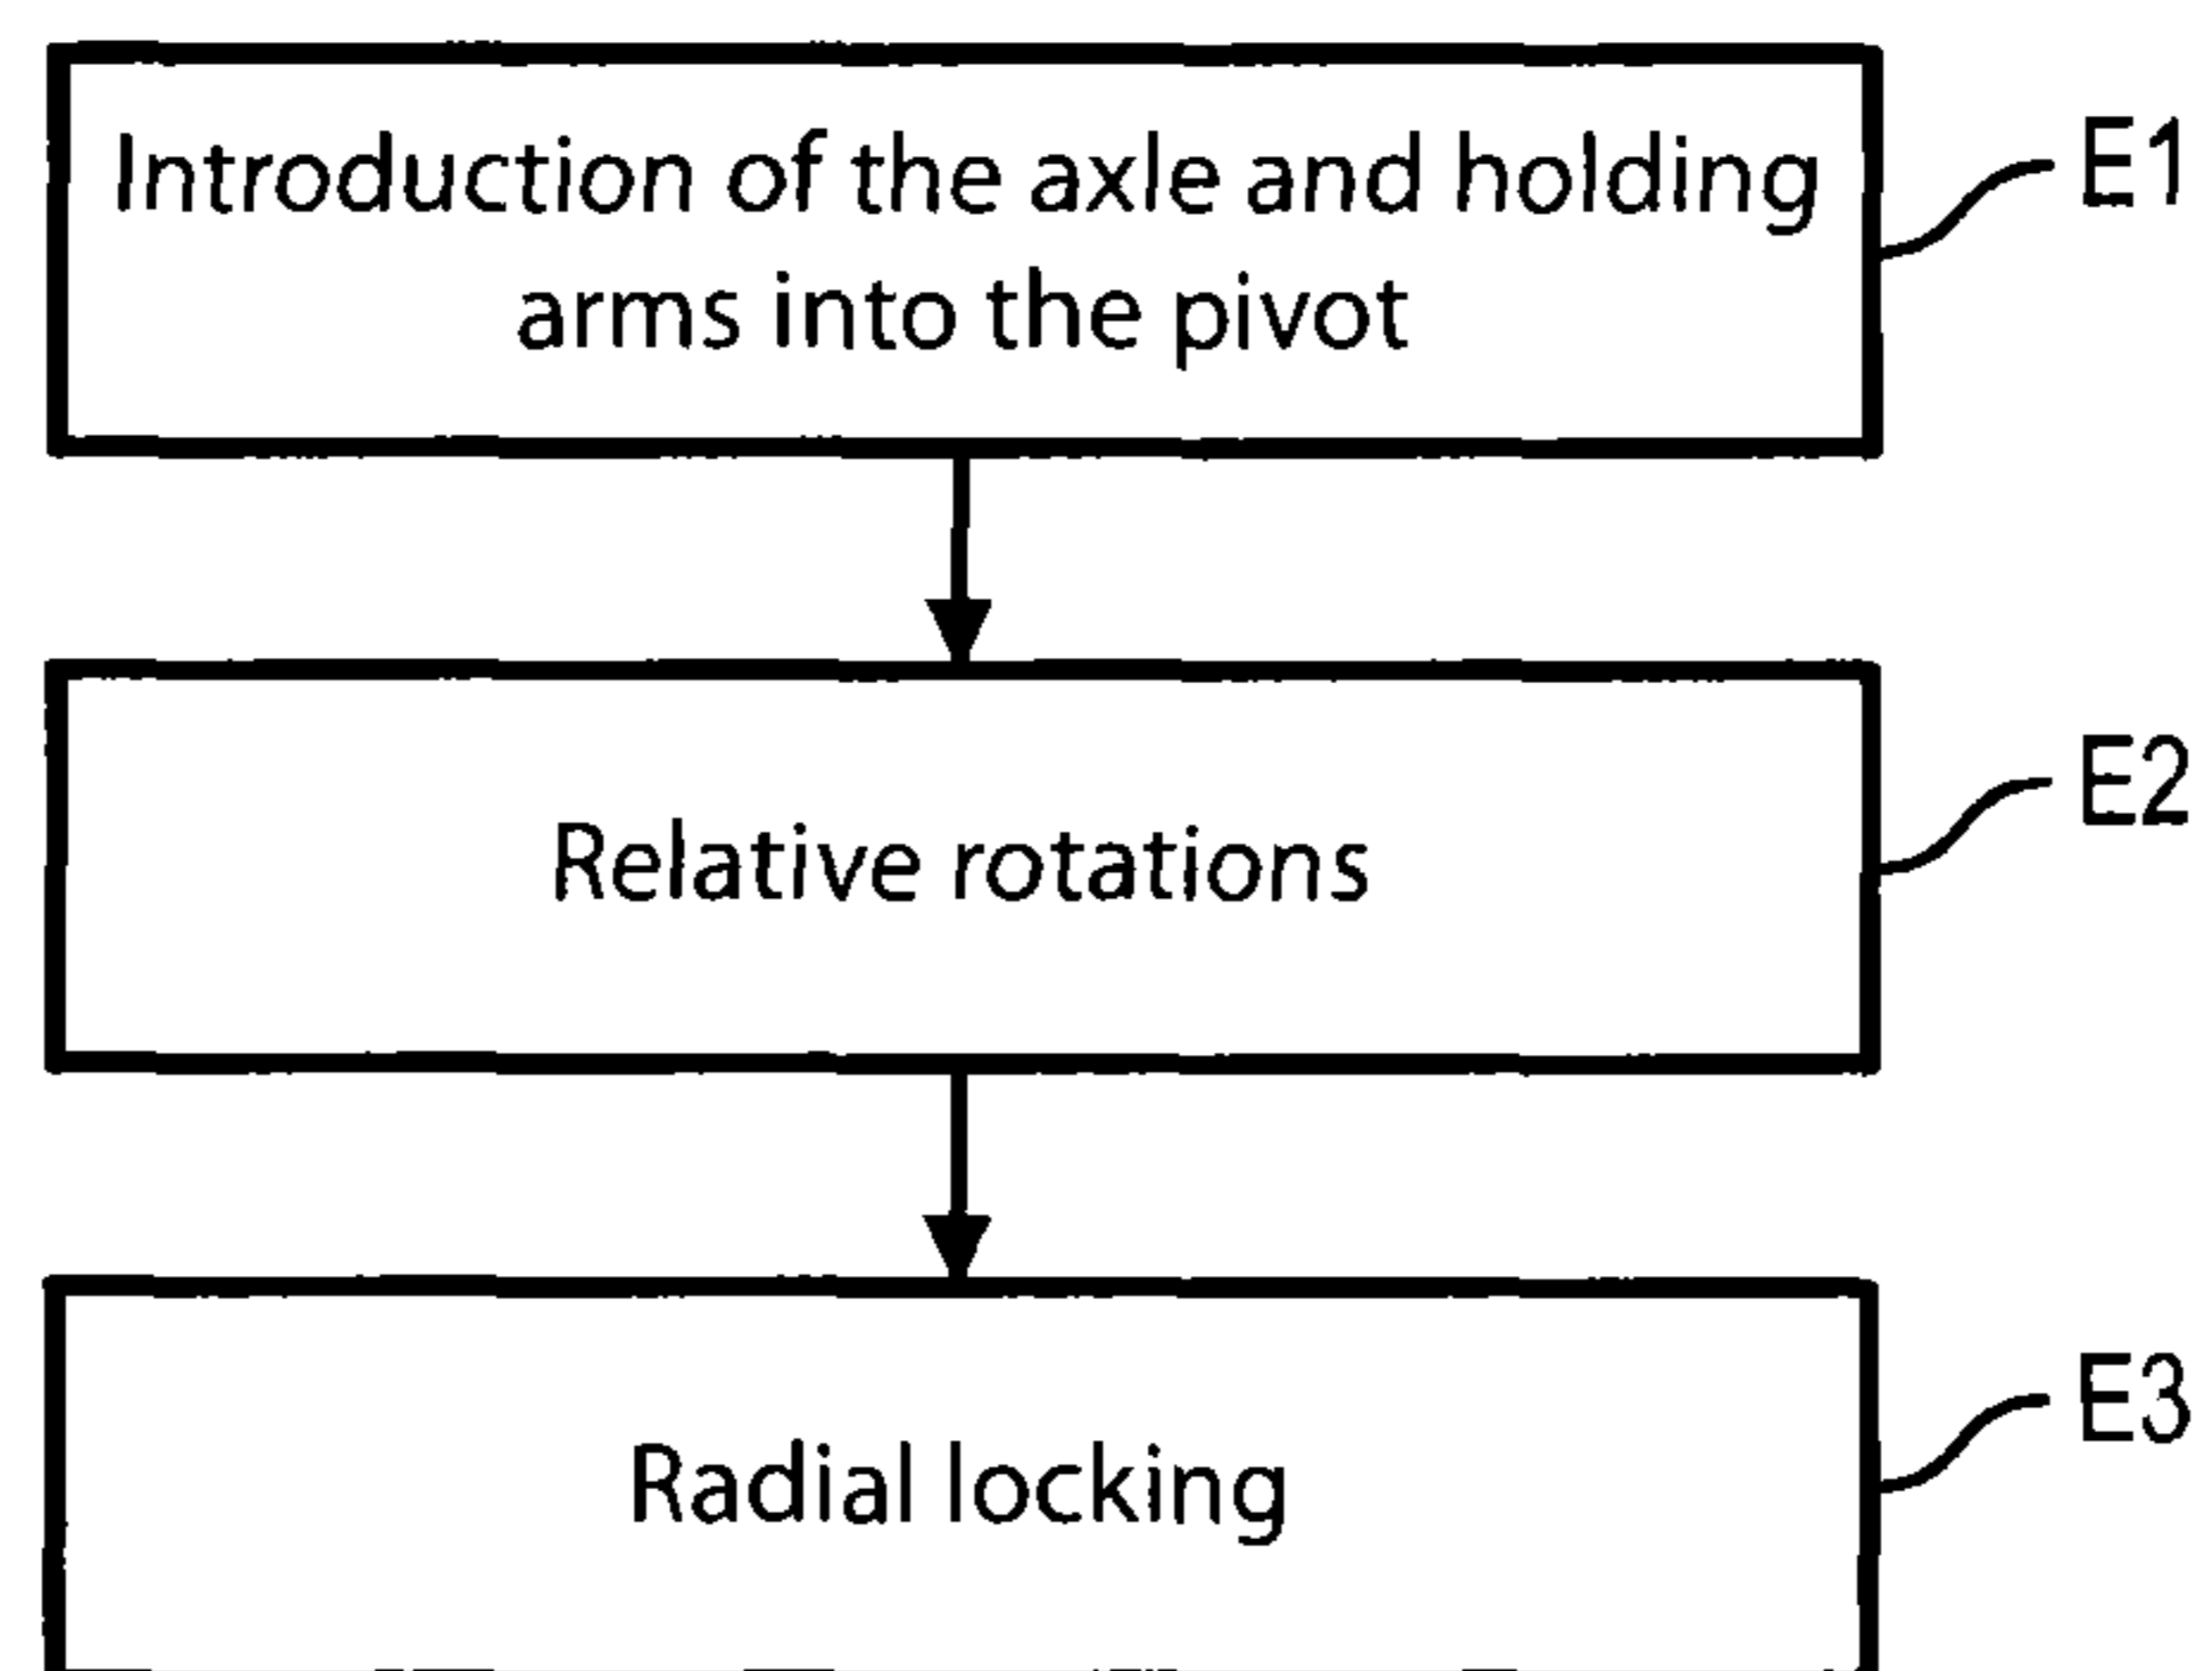 Introduction of the axle and holding
arms into the pivot
E1
Relative rotations
E2
Radial locking
E3